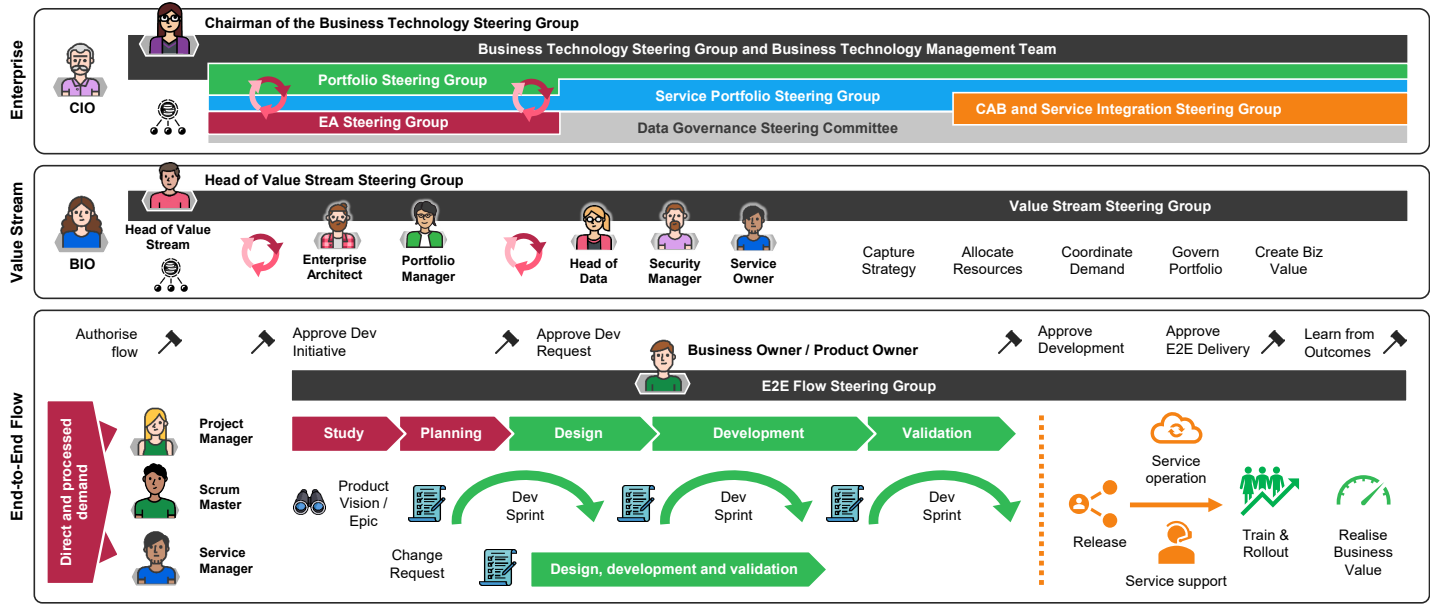 Enterprise
Chairman of the Business Technology Steering Group
Business Technology Steering Group and Business Technology Management Team
CIO
Portfolio Steering Group
Service Portfolio Steering Group
CAB and Service Integration Steering Group
EA Steering Group
Data Governance Steering Committee
Value Stream
Head of Value Stream Steering Group
Value Stream Steering Group
BIO
Head of Value
Stream
Enterprise
Architect
Portfolio
Manager
Head of
Data
Security
Manager
Service
Owner
Capture
Strategy
Allocate
Resources
Coordinate
Demand
Govern
Portfolio
Create Biz
Value
End-to-End Flow
Authorise
flow
Approve Dev
Initiative
Approve Dev
Request
Business Owner / Product Owner
Approve
Development
Approve
E2E Delivery
Learn from
Outcomes
E2E Flow Steering Group
Direct and processed
demand
Project
Manager
Study
Planning
Design
Development
Validation
Scrum
Master
Product
Vision /
Epic
Dev
Sprint
Dev
Sprint
Dev
Sprint
Service
Manager
Change
Request
Design, development and validation
Release
Service
operation
Service support
Train &
Rollout
Realise
Business
Value